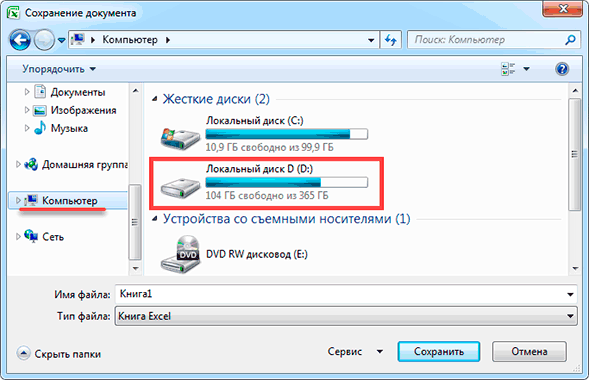 Сохранение документа
Компьютер
Поиск: Компьютер
Упорядочить
Документы
Изображения
Музыка
Домашняя группа
Компьютер
Сеть
Жесткие диски (2)
Локальный диск (C:)
10,9 ГБ свободно из 99,9 ГБ
Локальный диск D (D:)
104 ГБ свободно из 365 ГБ
Устройства со съемными носителями (1)
DVD
DVD RW дисковод (E:)
Имя файла: Книга1
Тип файла: Книга Excel
Скрыть папки
Сервис
Сохранить
Отмена